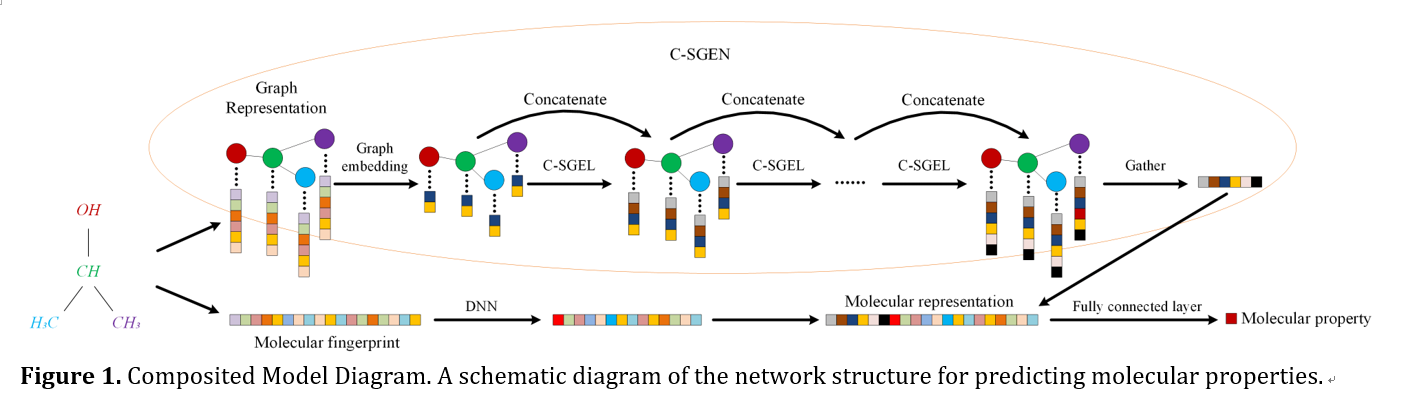 C-SGEN
Graph
Representation
Concatenate
Concatenate
Concatenate
Graph
embedding
C-SGEL
C-SGEL
......
C-SGEL
Gather
OH
CH
H₃C
CH₃
DNN
Molecular fingerprint
Molecular representation
Fully connected layer
Molecular property
Figure 1. Composited Model Diagram. A schematic diagram of the network structure for predicting molecular properties.